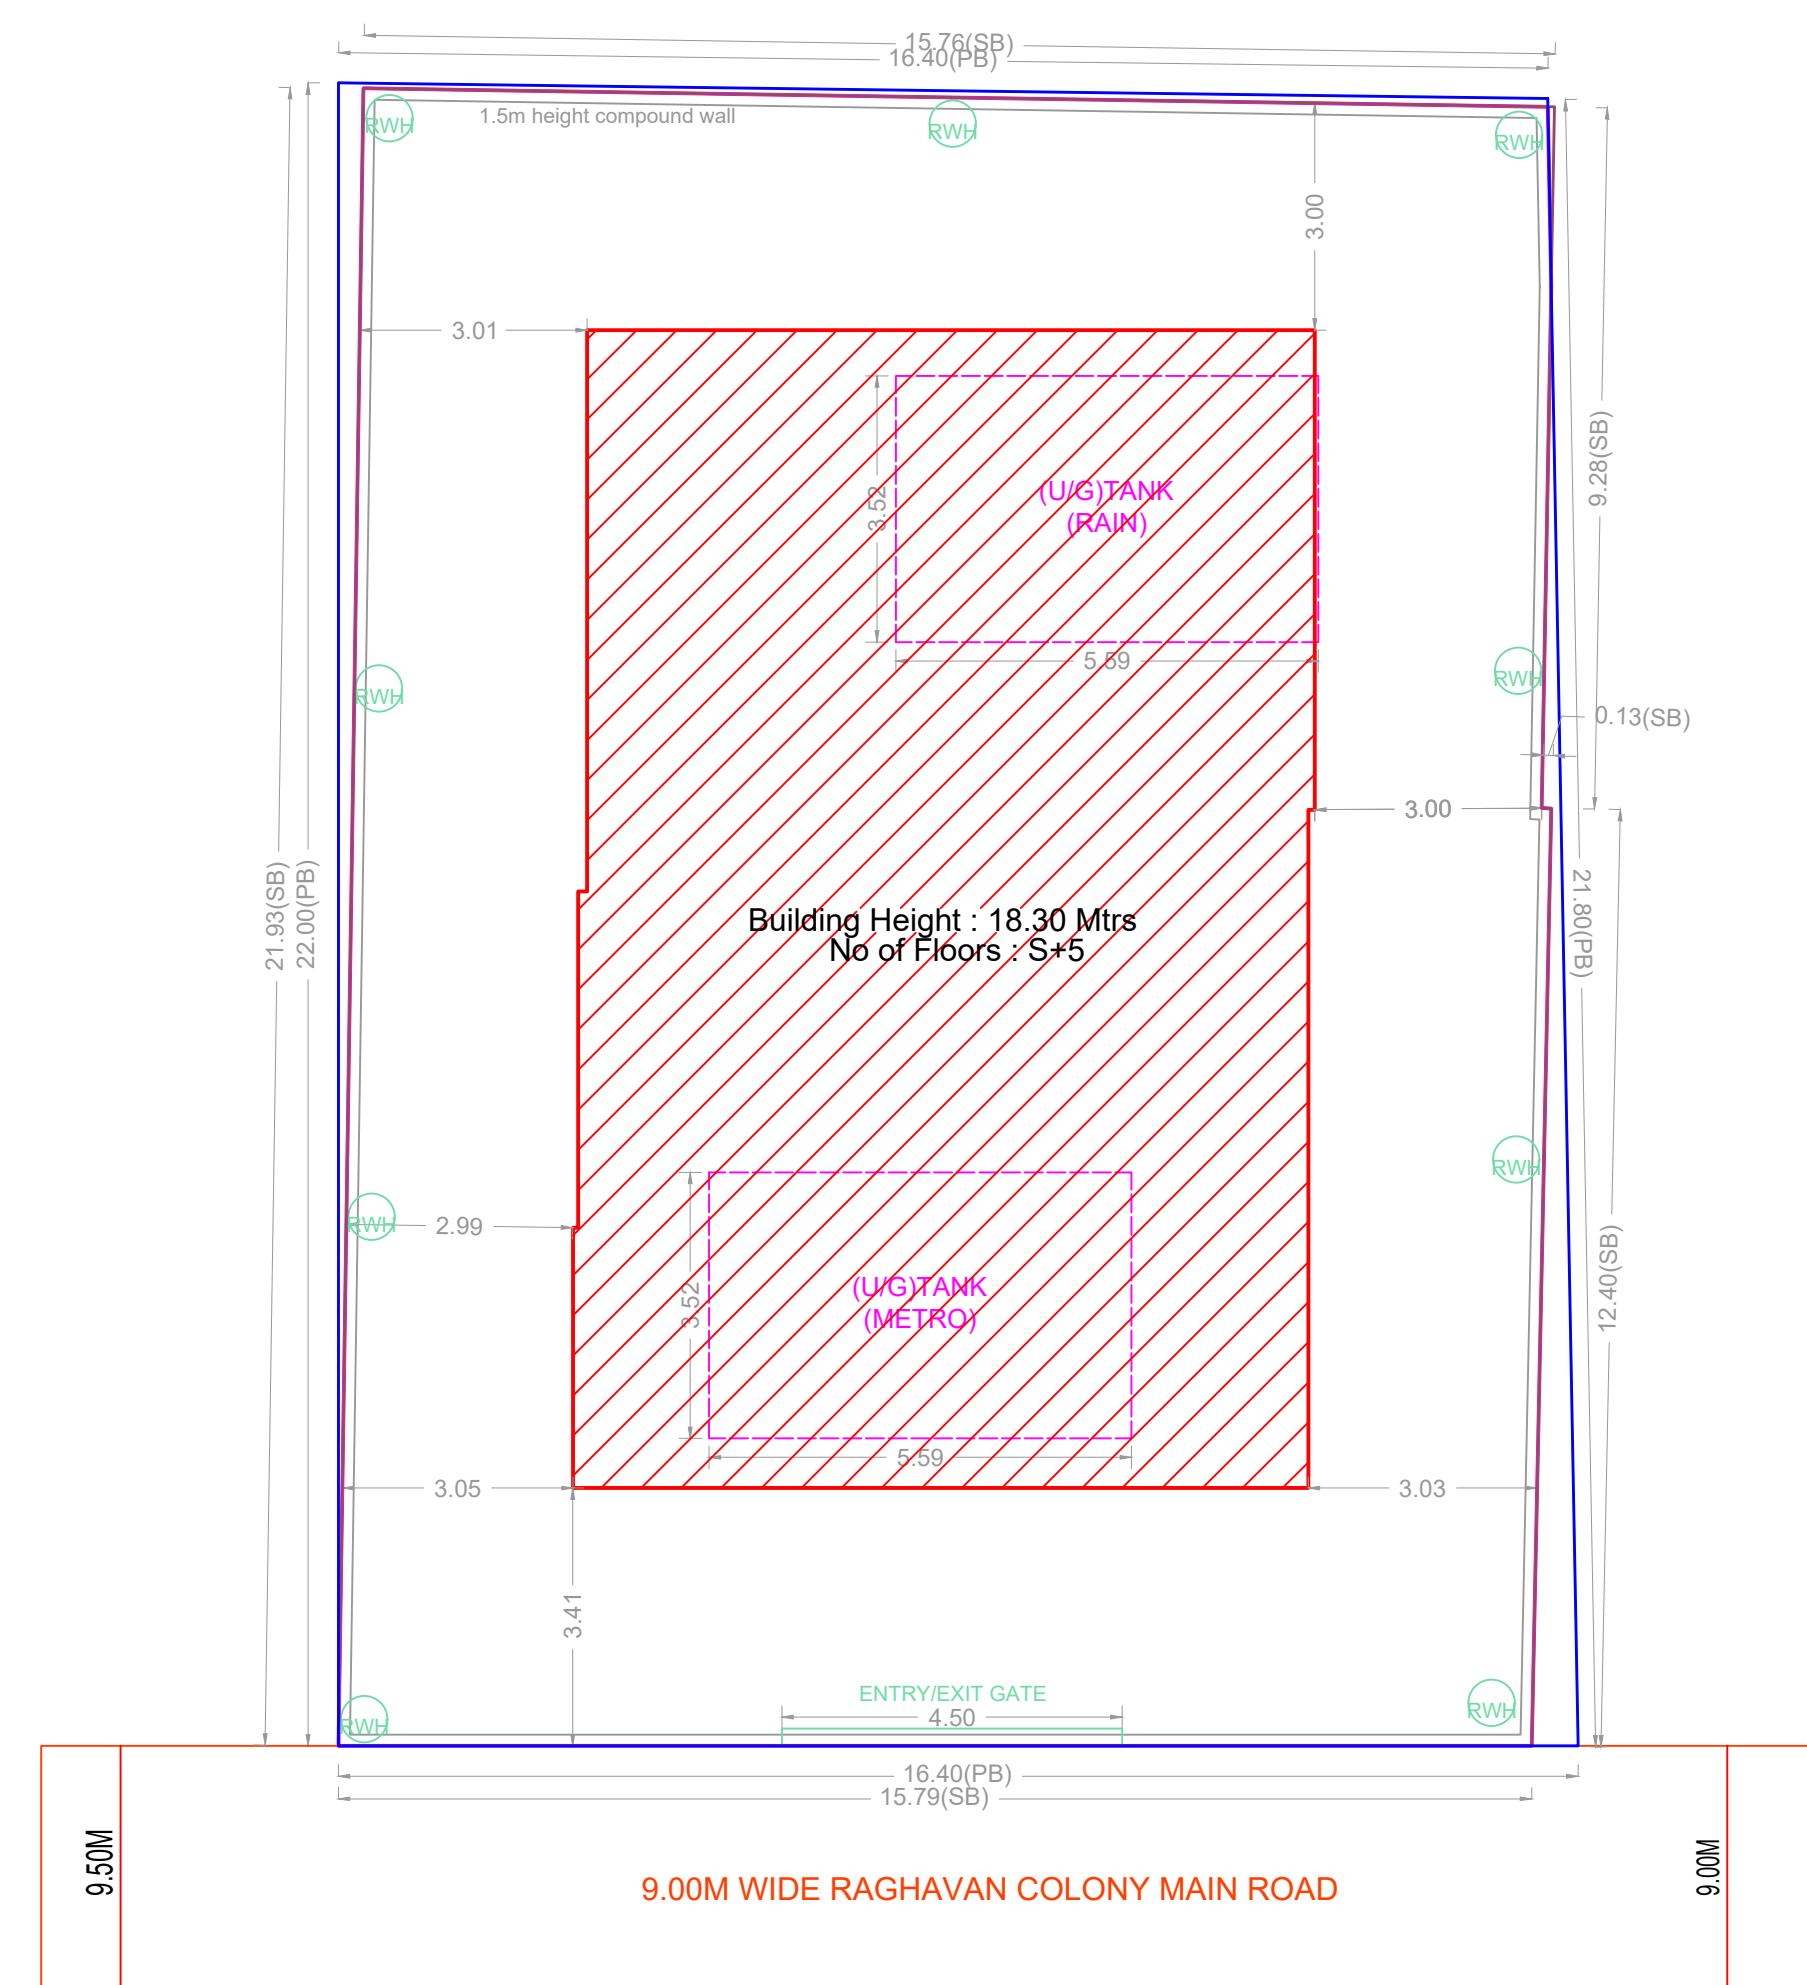 15.76(SB)
16.40(PB)
1.5m height compound wall
RWH
RWH
RWH
3.00
3.01
9.28(SB)
3.52
(U/G)TANK
(RAIN)
5.59
RWH
RWH
0.13(SB)
3.00
21.93(SB)
22.00(PB)
21.80(PB)
Building Height : 18.30 Mtrs
No of Floors : S+5
RWH
RWH
2.99
12.40(SB)
3.52
(U/G)TANK
(METRO)
5.59
3.05
3.03
3.41
ENTRY/EXIT GATE
4.50
RWH
RWH
16.40(PB)
15.79(SB)
9.50M
9.00M WIDE RAGHAVAN COLONY MAIN ROAD
9.00M